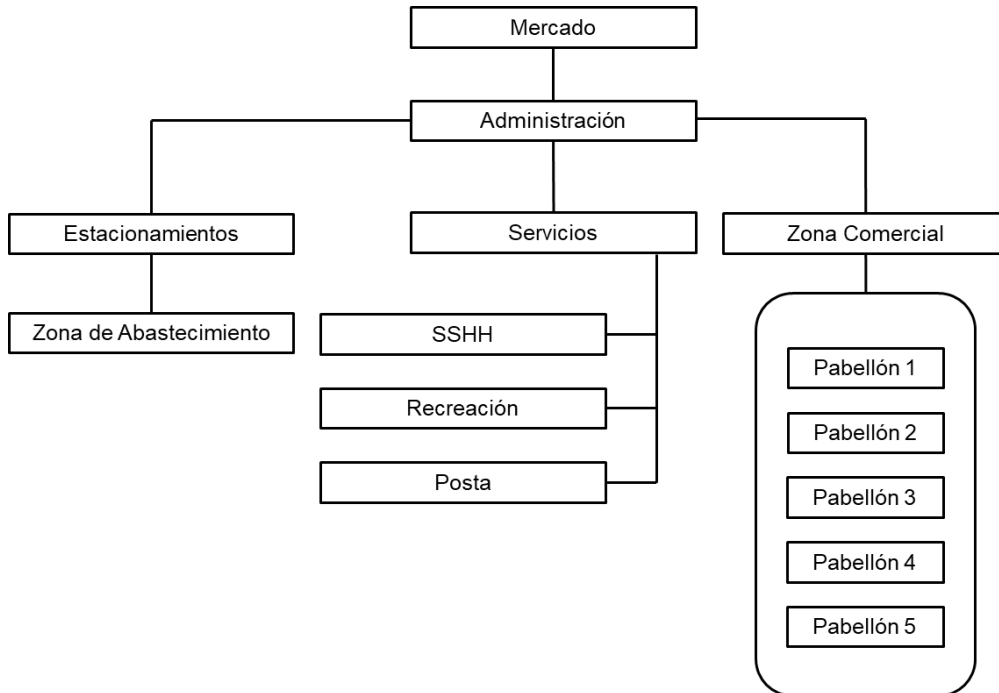 Mercado
Administración
Estacionamientos
Servicios
Zona Comercial
Zona de Abastecimiento
SSHH
Recreación
Posta
Pabellón 1
Pabellón 2
Pabellón 3
Pabellón 4
Pabellón 5